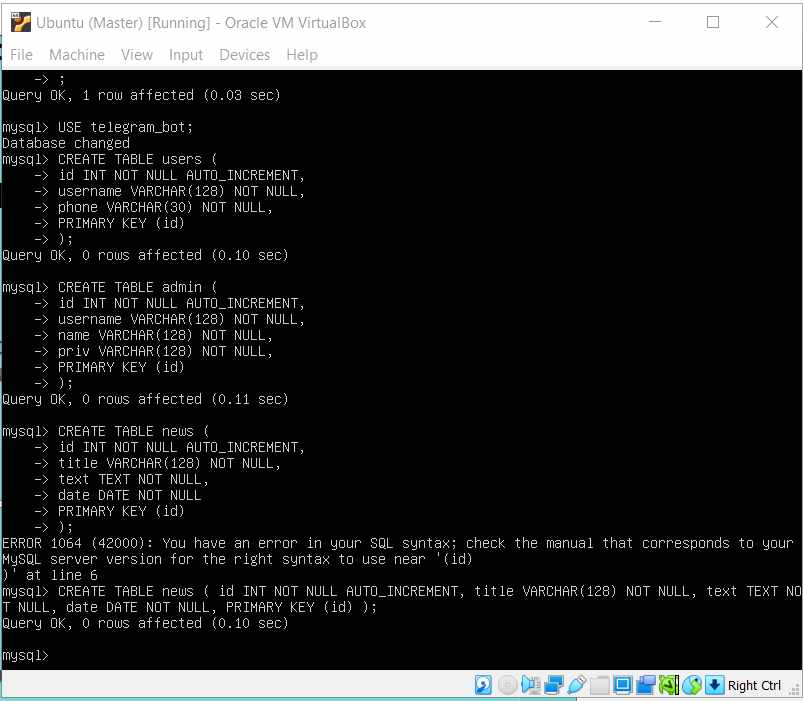 Ubuntu (Master) [Running] - Oracle VM VirtualBox
File Machine View Input Devices Help
-> ;
Query OK, 1 row affected (0.03 sec)
mysql> USE telegram_bot;
Database changed
mysql> CREATE TABLE users (
-> id INT NOT NULL AUTO_INCREMENT,
-> username VARCHAR(128) NOT NULL,
-> phone VARCHAR(30) NOT NULL,
-> PRIMARY KEY (id)
-> );
Query OK, 0 rows affected (0.10 sec)
mysql> CREATE TABLE admin (
-> id INT NOT NULL AUTO_INCREMENT,
-> username VARCHAR(128) NOT NULL,
-> name VARCHAR(128) NOT NULL,
-> priv VARCHAR(128) NOT NULL,
-> PRIMARY KEY (id)
-> );
Query OK, 0 rows affected (0.11 sec)
mysql> CREATE TABLE news (
-> id INT NOT NULL AUTO_INCREMENT,
-> title VARCHAR(128) NOT NULL,
-> text TEXT NOT NULL,
-> date DATE NOT NULL
-> PRIMARY KEY (id)
-> );
ERROR 1064 (42000): You have an error in your SQL syntax; check the manual that corresponds to your
MySQL server version for the right syntax to use near '(id)
)' at line 6
mysql> CREATE TABLE news ( id INT NOT NULL AUTO_INCREMENT, title VARCHAR(128) NOT NULL, text TEXT NO
T NULL, date DATE NOT NULL, PRIMARY KEY (id) );
Query OK, 0 rows affected (0.10 sec)
mysql>
Right Ctrl